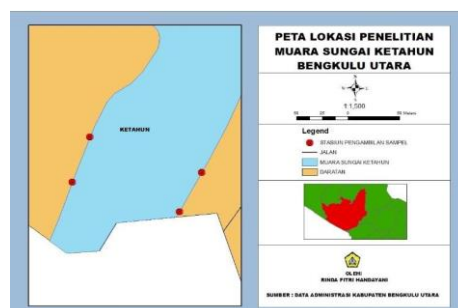 KETAHUN
PETA LOKASI PENELITIAN
MUARA SUNGAI KETAHUN
BENGKULU UTARA
1:1,500
Legend
STASIUN PENGAMBILAN SAMPEL
JALAN
MUARA SUNGAI KETAHUN
DARATAN
OLEH:
RINDA FITRI HANDAYANI
SUMBER : DATA ADMINISTRASI KABUPATEN BENGKULU UTARA